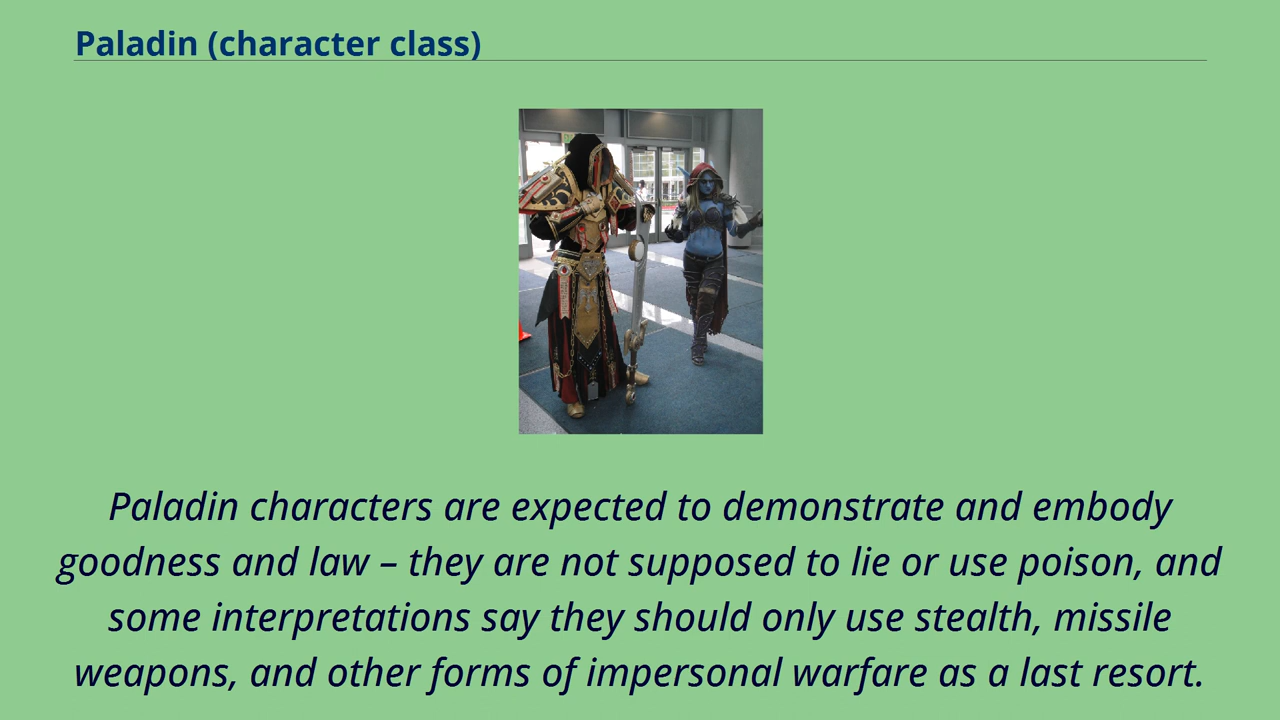 Paladin (character class)
Paladin characters are expected to demonstrate and embody
goodness and law – they are not supposed to lie or use poison, and
some interpretations say they should only use stealth, missile
weapons, and other forms of impersonal warfare as a last resort.